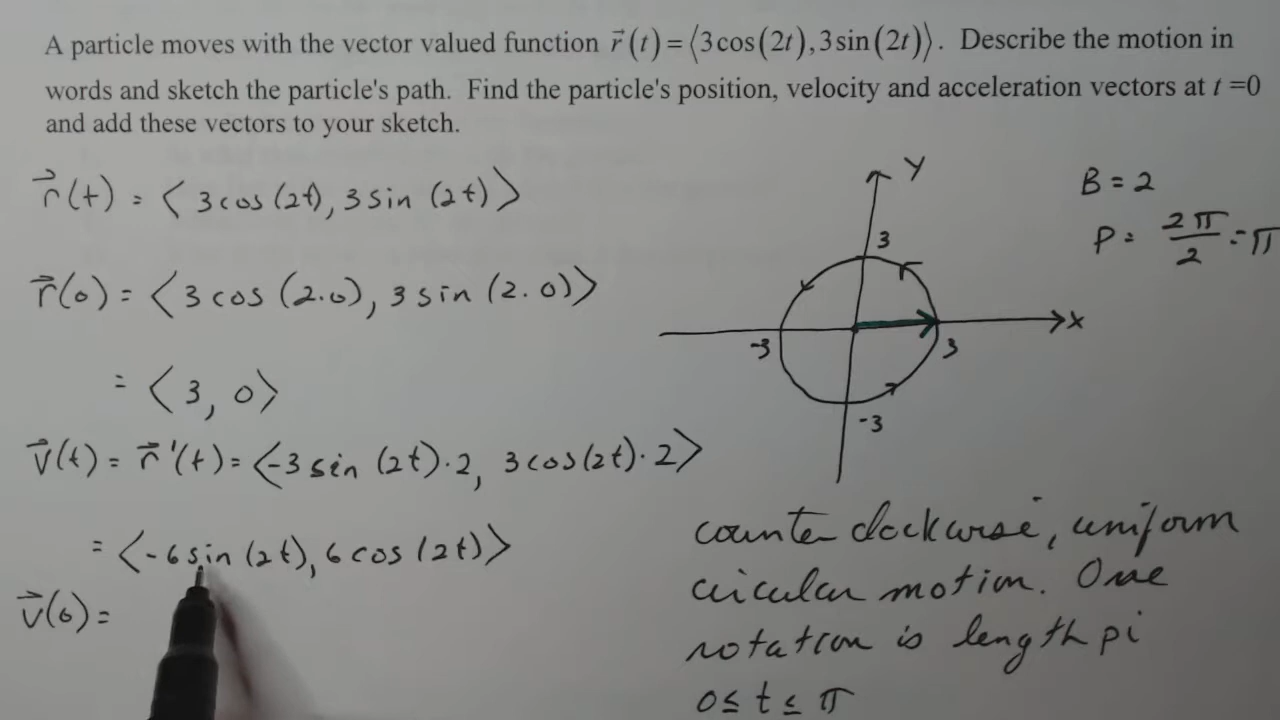 A particle moves with the vector valued function r⃗(t) = ⟨3cos(2t), 3sin(2t)⟩. Describe the motion in
words and sketch the particle's path. Find the particle's position, velocity and acceleration vectors at t =0
and add these vectors to your sketch.
r⃗(t) = ⟨3cos(2t), 3sin(2t)⟩
r⃗(0) = ⟨3cos(2·0), 3sin(2·0)⟩
= ⟨3, 0⟩
v⃗(t) = r⃗'(t) = ⟨-3sin(2t)·2, 3cos(2t)·2⟩
= ⟨-6sin(2t), 6cos(2t)⟩
v⃗(0) =
y
3
x
-3
3
-3
B = 2
P = 2π/2 = π
counter clockwise, uniform
circular motion. One
rotation is length pi
0 ≤ t ≤ π